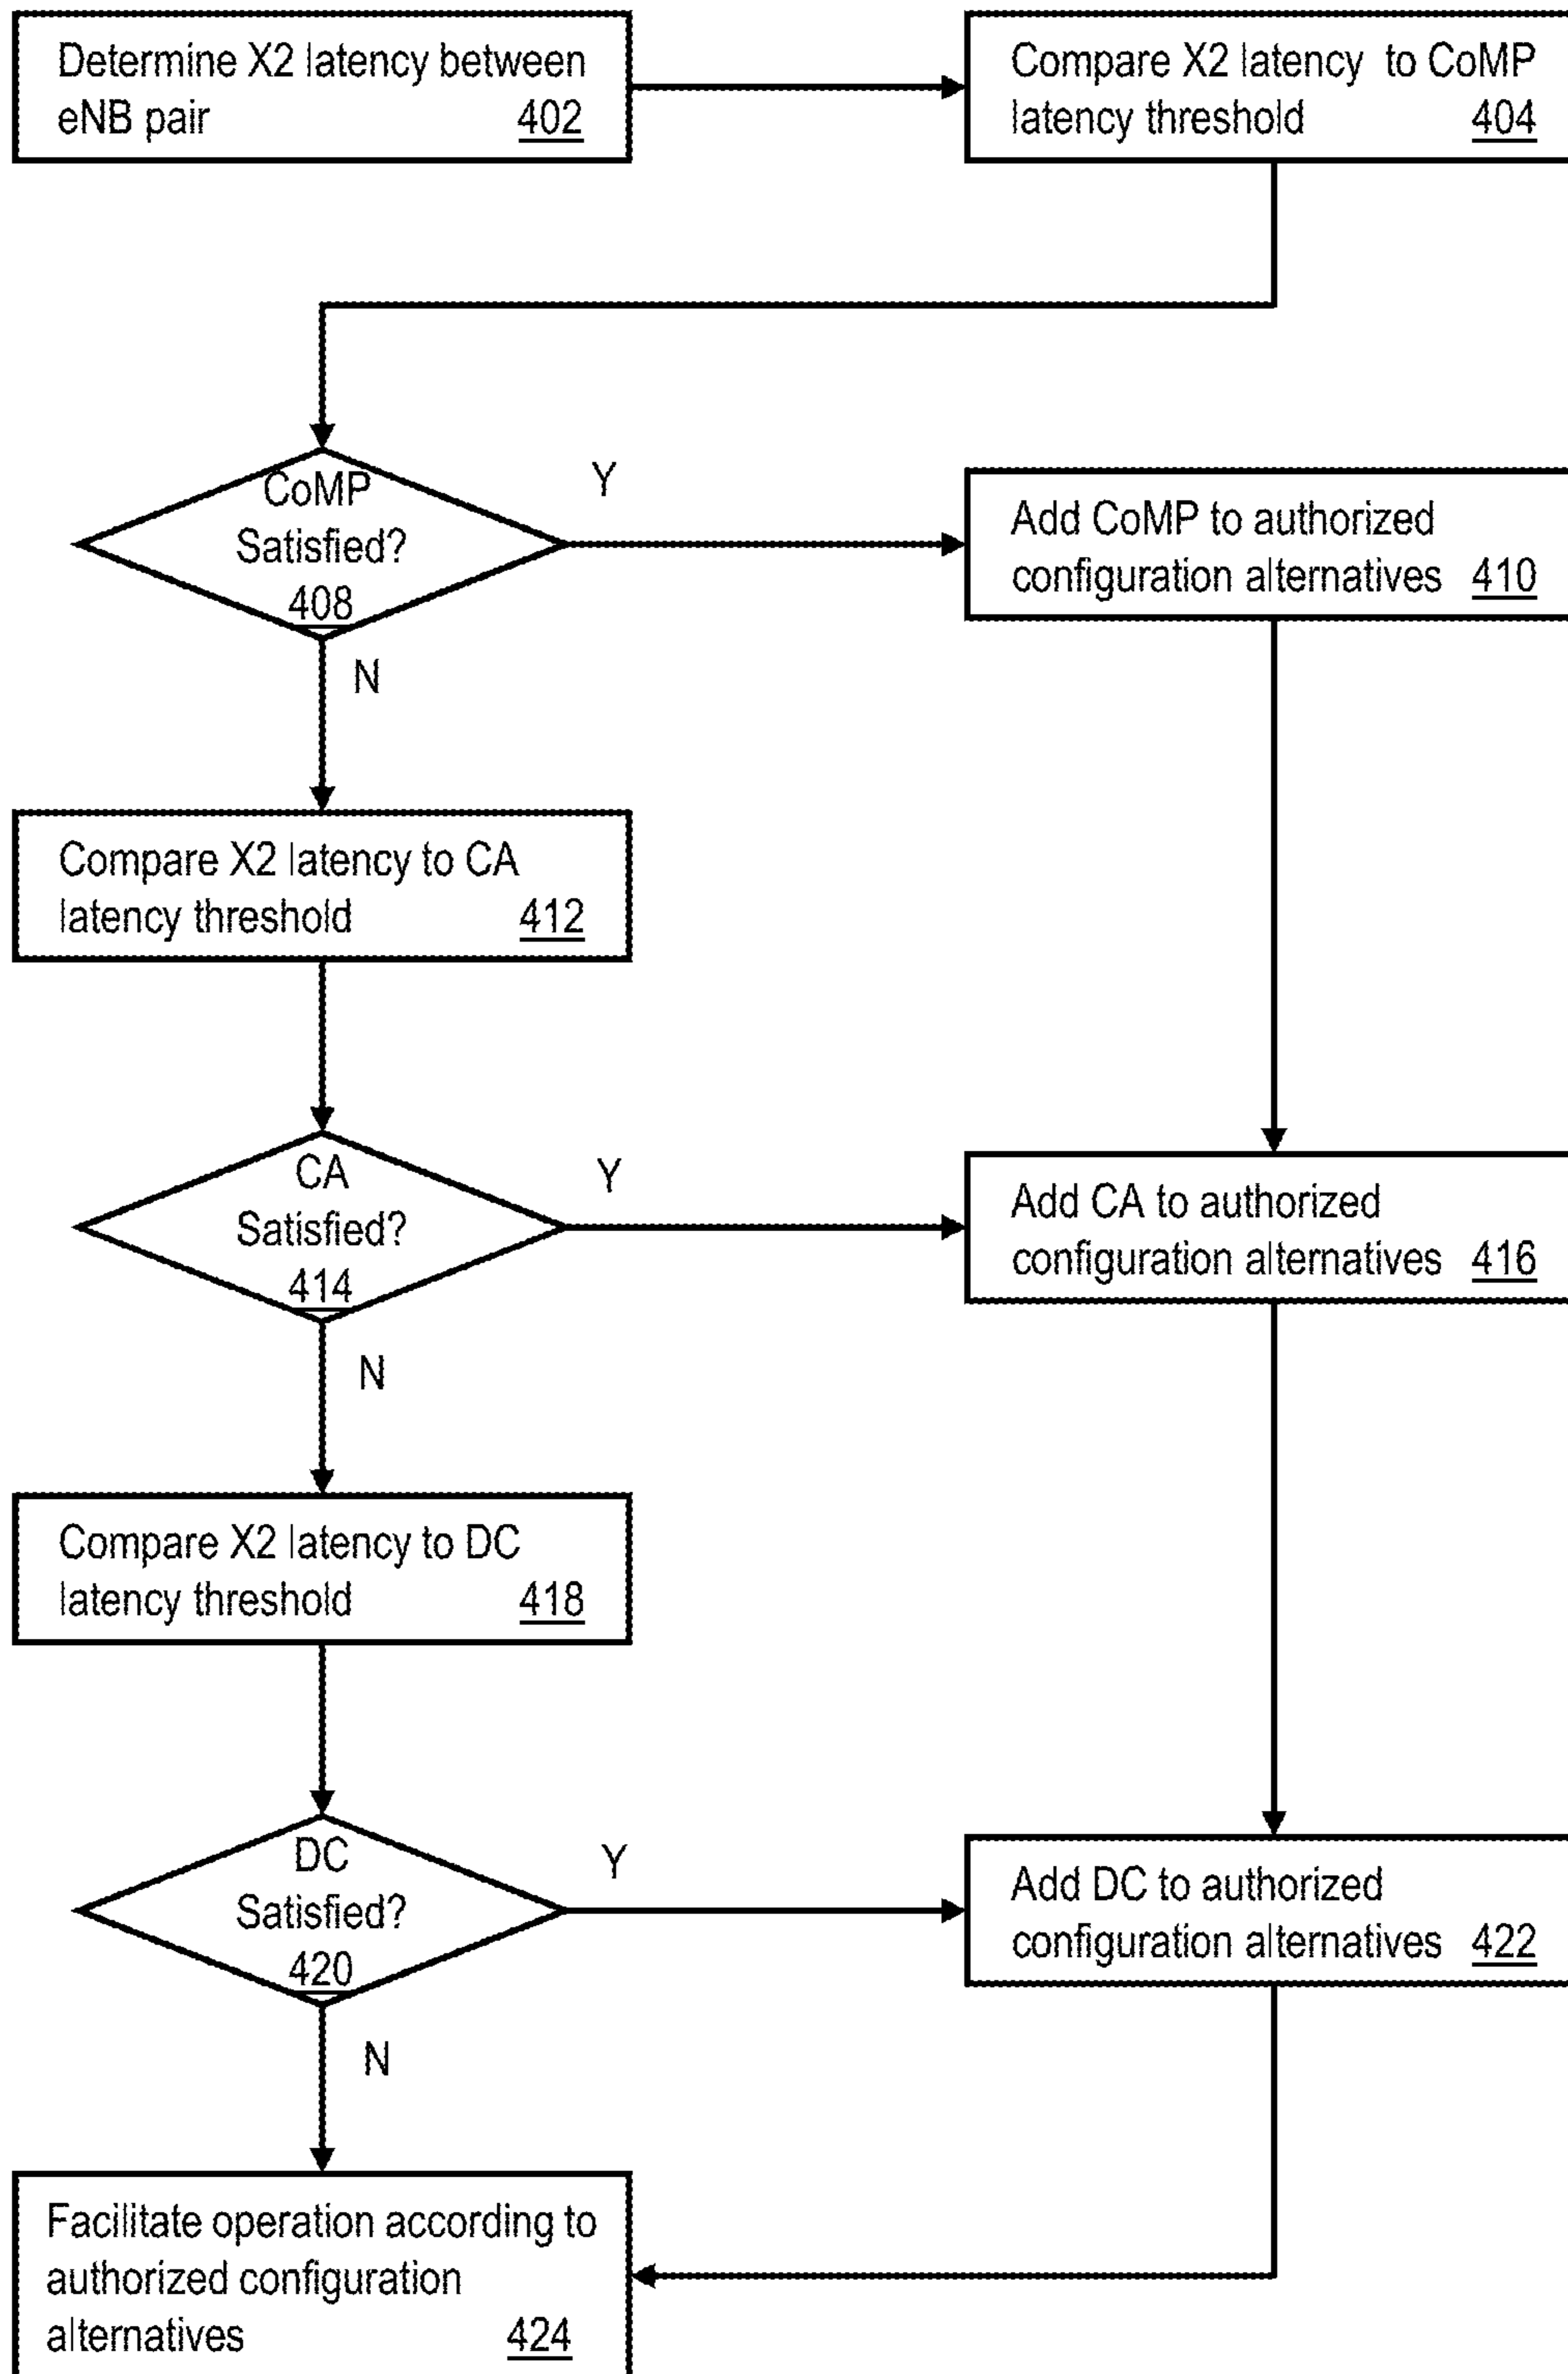 Determine X2 latency between
eNB pair 402
Compare X2 latency to CoMP
latency threshold 404
CoMP
Satisfied?
408
Y
N
Add CoMP to authorized
configuration alternatives 410
Compare X2 latency to CA
latency threshold 412
CA
Satisfied?
414
Y
N
Add CA to authorized
configuration alternatives 416
Compare X2 latency to DC
latency threshold 418
DC
Satisfied?
420
Y
N
Add DC to authorized
configuration alternatives 422
Facilitate operation according to
authorized configuration
alternatives 424